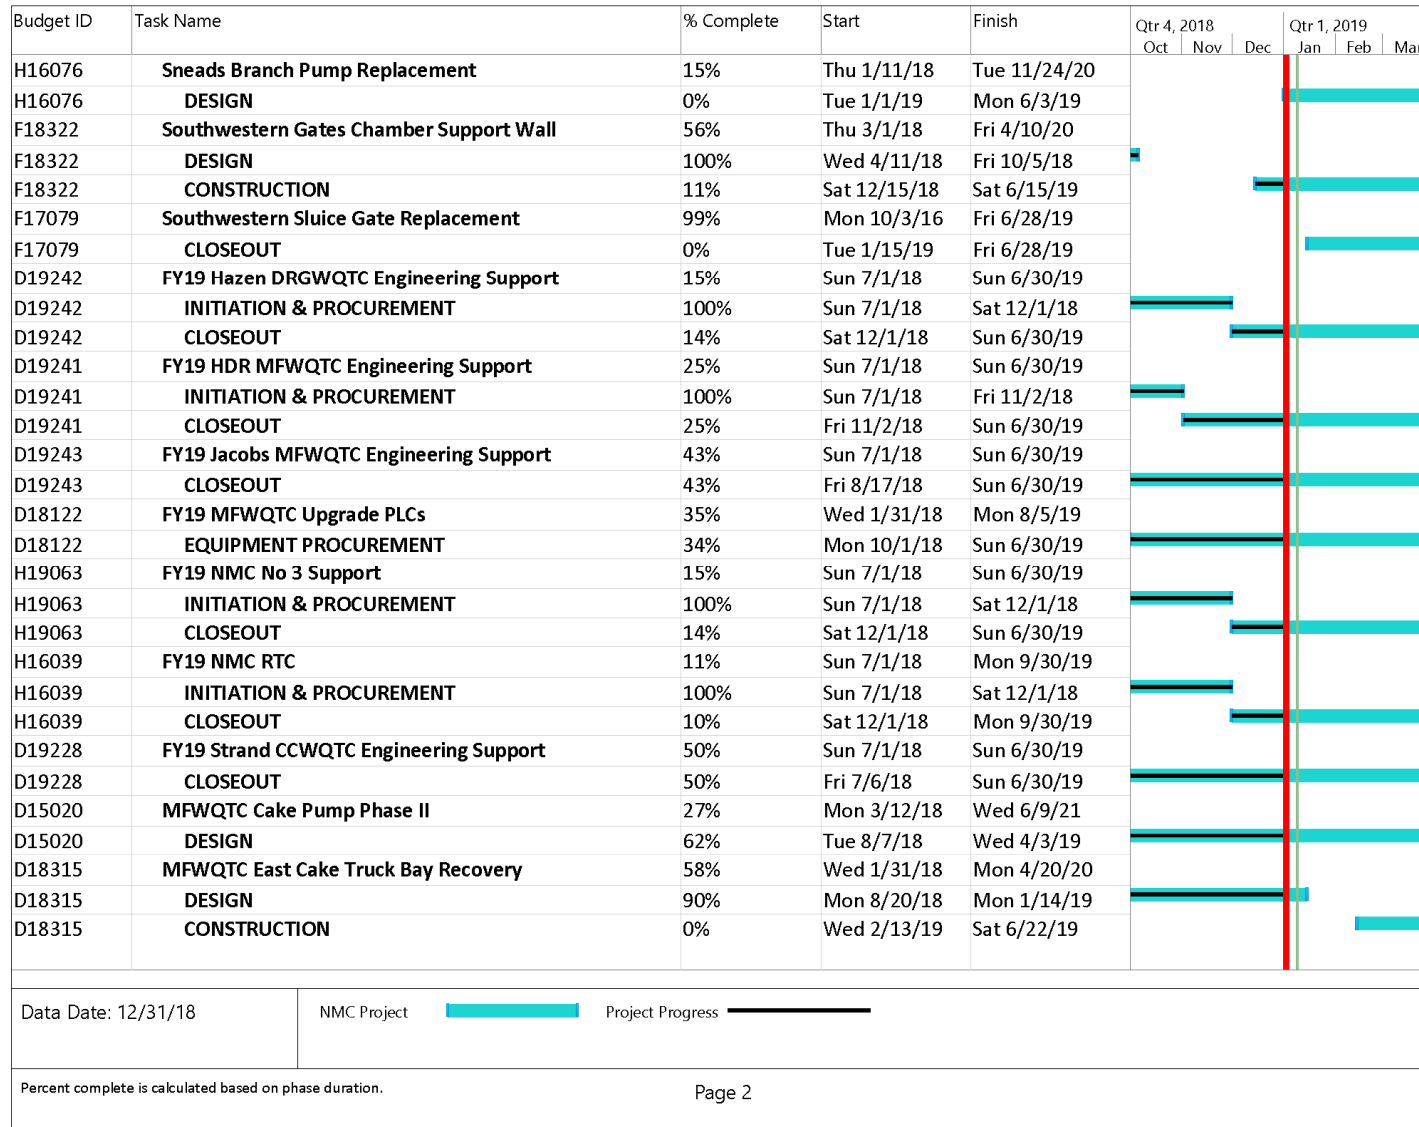 Budget ID Task Name % Complete Start Finish Qtr 4, 2018 Qtr 1, 2019
Oct Nov Dec Jan Feb Mar
H16076 Sneads Branch Pump Replacement 15% Thu 1/11/18 Tue 11/24/20
H16076 DESIGN 0% Tue 1/1/19 Mon 6/3/19
F18322 Southwestern Gates Chamber Support Wall 56% Thu 3/1/18 Fri 4/10/20
F18322 DESIGN 100% Wed 4/11/18 Fri 10/5/18
F18322 CONSTRUCTION 11% Sat 12/15/18 Sat 6/15/19
F17079 Southwestern Sluice Gate Replacement 99% Mon 10/3/16 Fri 6/28/19
F17079 CLOSEOUT 0% Tue 1/15/19 Fri 6/28/19
D19242 FY19 Hazen DRGWQTC Engineering Support 15% Sun 7/1/18 Sun 6/30/19
D19242 INITIATION & PROCUREMENT 100% Sun 7/1/18 Sat 12/1/18
D19242 CLOSEOUT 14% Sat 12/1/18 Sun 6/30/19
D19241 FY19 HDR MFWQTC Engineering Support 25% Sun 7/1/18 Sun 6/30/19
D19241 INITIATION & PROCUREMENT 100% Sun 7/1/18 Fri 11/2/18
D19241 CLOSEOUT 25% Fri 11/2/18 Sun 6/30/19
D19243 FY19 Jacobs MFWQTC Engineering Support 43% Sun 7/1/18 Sun 6/30/19
D19243 CLOSEOUT 43% Fri 8/17/18 Sun 6/30/19
D18122 FY19 MFWQTC Upgrade PLCs 35% Wed 1/31/18 Mon 8/5/19
D18122 EQUIPMENT PROCUREMENT 34% Mon 10/1/18 Sun 6/30/19
H19063 FY19 NMC No 3 Support 15% Sun 7/1/18 Sun 6/30/19
H19063 INITIATION & PROCUREMENT 100% Sun 7/1/18 Sat 12/1/18
H19063 CLOSEOUT 14% Sat 12/1/18 Sun 6/30/19
H16039 FY19 NMC RTC 11% Sun 7/1/18 Mon 9/30/19
H16039 INITIATION & PROCUREMENT 100% Sun 7/1/18 Sat 12/1/18
H16039 CLOSEOUT 10% Sat 12/1/18 Mon 9/30/19
D19228 FY19 Strand CCWQTC Engineering Support 50% Sun 7/1/18 Sun 6/30/19
D19228 CLOSEOUT 50% Fri 7/6/18 Sun 6/30/19
D15020 MFWQTC Cake Pump Phase II 27% Mon 3/12/18 Wed 6/9/21
D15020 DESIGN 62% Tue 8/7/18 Wed 4/3/19
D18315 MFWQTC East Cake Truck Bay Recovery 58% Wed 1/31/18 Mon 4/20/20
D18315 DESIGN 90% Mon 8/20/18 Mon 1/14/19
D18315 CONSTRUCTION 0% Wed 2/13/19 Sat 6/22/19
Data Date: 12/31/18 NMC Project Project Progress
Percent complete is calculated based on phase duration.
Page 2